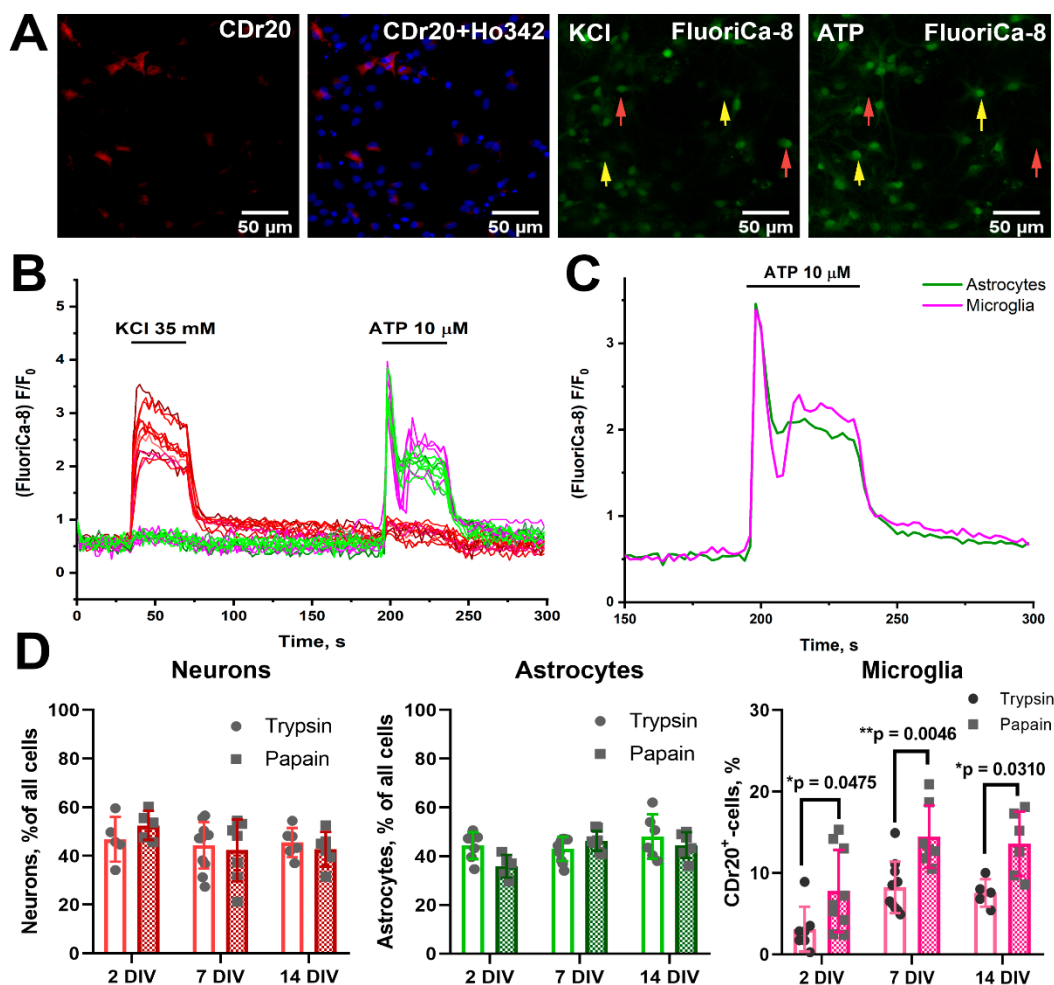 A
CDr20
50 µm
CDr20+Ho342
50 µm
KCl FluoriCa-8
50 µm
ATP FluoriCa-8
50 µm
B
(FluoriCa-8) F/F0
5
4
3
2
1
0
KCl 35 mM
ATP 10 µM
0 50 100 150 200 250 300
Time, s
C
(FluoriCa-8) F/F0
3
2
1
0
ATP 10 µM
Astrocytes
Microglia
150 200 250 300
Time, s
D
Neurons
Neurons, %of all cells
100
80
60
40
20
0
Trypsin
Papain
2 DIV 7 DIV 14 DIV
Astrocytes
Astrocytes, % of all cells
100
80
60
40
20
0
Trypsin
Papain
2 DIV 7 DIV 14 DIV
Microglia
CDr20+-cells, %
30
20
10
0
Trypsin
Papain
*p = 0.0475
**p = 0.0046
*p = 0.0310
2 DIV 7 DIV 14 DIV